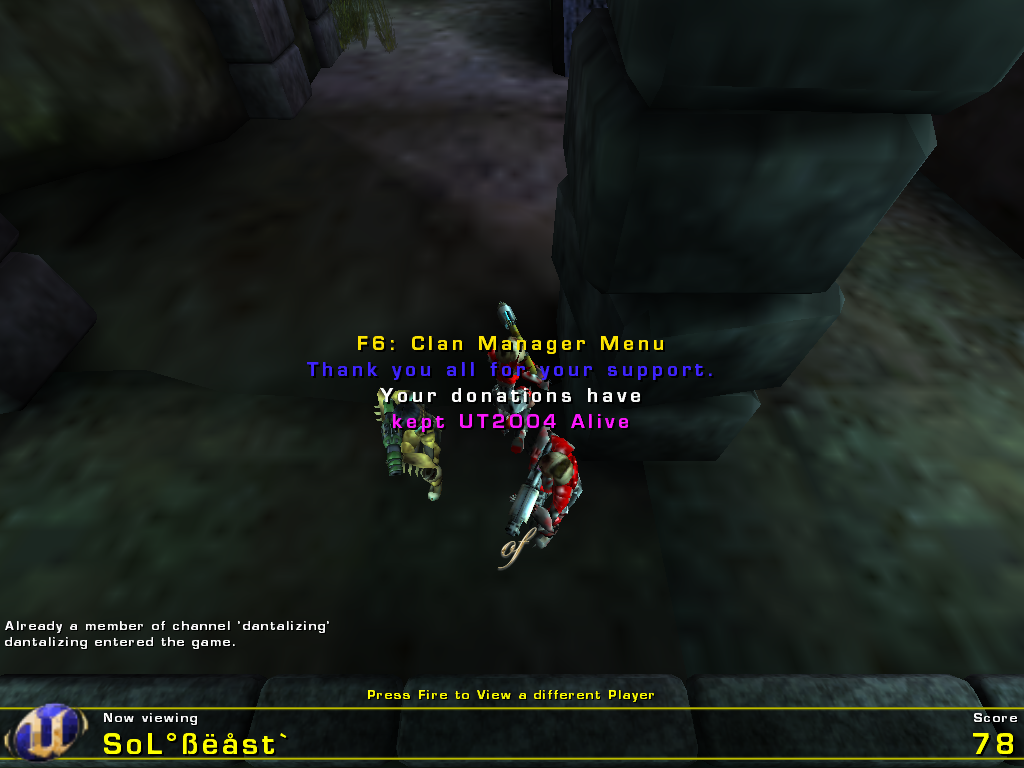 F6: Clan Manager Menu
Thank you all for your support.
Your donations have
kept UT2004 Alive
of
Already a member of channel 'dantalizing'
dantalizing entered the game.
Press Fire to View a different Player
Now viewing
SoL°ßëåst`
Score
78